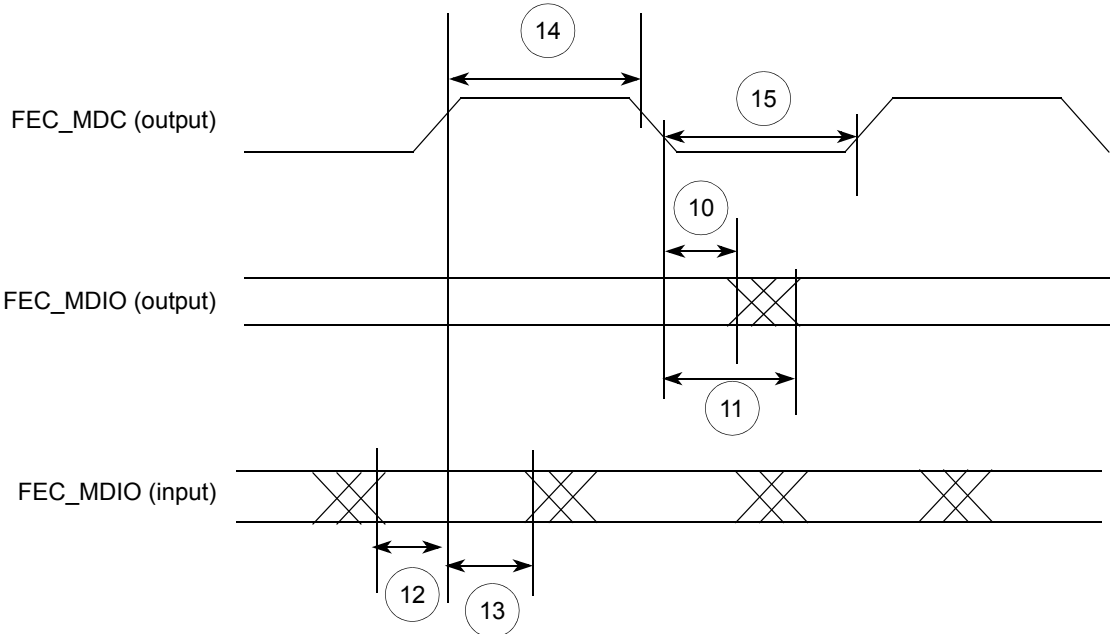 14
FEC_MDC (output)
15
10
FEC_MDIO (output)
11
FEC_MDIO (input)
12
13